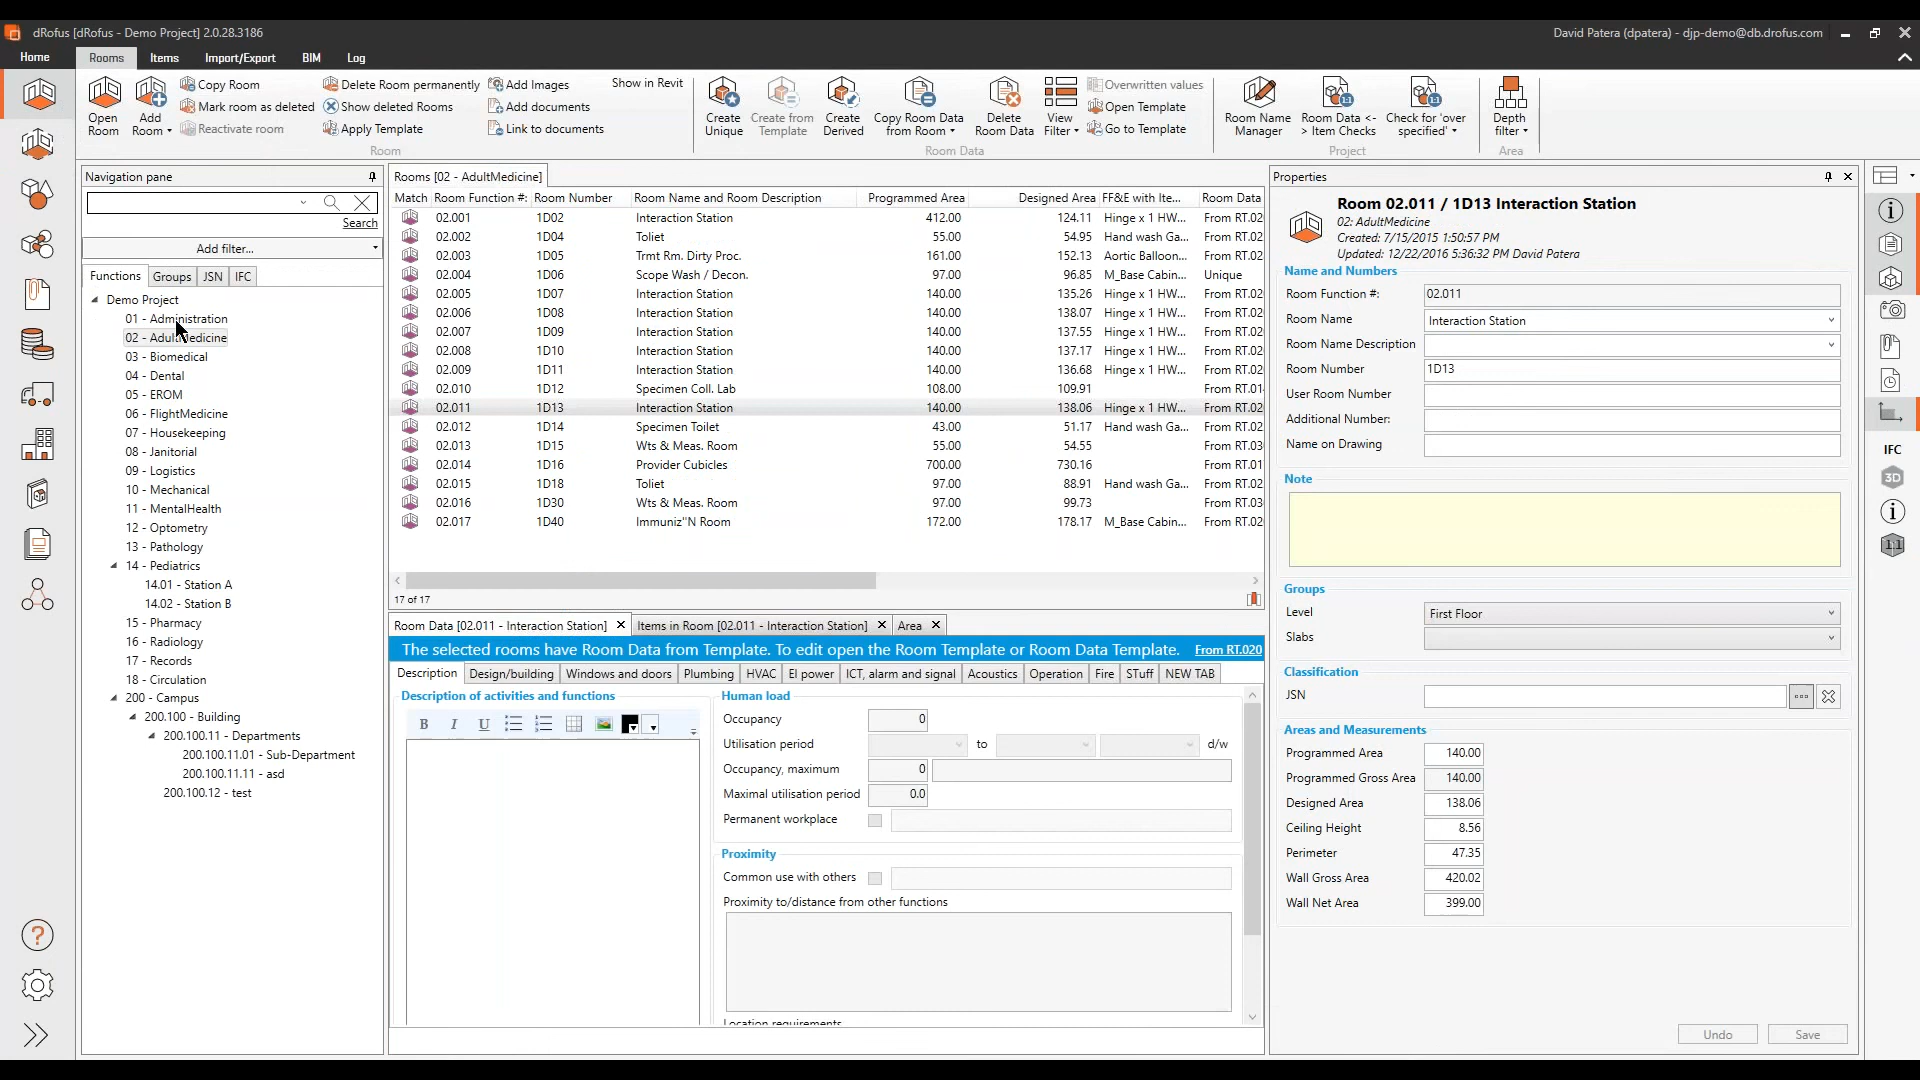 dRofus [dRofus - Demo Project] 2.0.28.3186
David Patera (dpatera) - djp-demo@db.drofus.com
Home Rooms Items Import/Export BIM Log
Open Room
Add Room
Copy Room
Mark room as deleted
Reactivate room
Delete Room permanently
Show deleted Rooms
Apply Template
Add Images
Add documents
Link to documents
Show in Revit
Room
Create Unique
Create from Template
Create Derived
Copy Room Data from Room
Delete Room Data
View Filter
Overwritten values
Open Template
Go to Template
Room Data
Room Name Manager
Room Data <-> Item Checks
Check for 'over specified'
Project
Depth filter
Area
Navigation pane
Search
Add filter...
Functions Groups JSN IFC
Demo Project
01 - Administration
02 - AdultMedicine
03 - Biomedical
04 - Dental
05 - EROM
06 - FlightMedicine
07 - Housekeeping
08 - Janitorial
09 - Logistics
10 - Mechanical
11 - MentalHealth
12 - Optometry
13 - Pathology
14 - Pediatrics
14.01 - Station A
14.02 - Station B
15 - Pharmacy
16 - Radiology
17 - Records
18 - Circulation
200 - Campus
200.100 - Building
200.100.11 - Departments
200.100.11.01 - Sub-Department
200.100.11.11 - asd
200.100.12 - test
Rooms [02 - AdultMedicine]
Match Room Function #: Room Number Room Name and Room Description Programmed Area Designed Area FF&E with Ite... Room Data
02.001 1D02 Interaction Station 412.00 124.11 Hinge x 1 HW... From RT.02
02.002 1D04 Toliet 55.00 54.95 Hand wash Ga... From RT.02
02.003 1D05 Trmt Rm. Dirty Proc. 161.00 152.13 Aortic Balloon... From RT.02
02.004 1D06 Scope Wash / Decon. 97.00 96.85 M_Base Cabin... Unique
02.005 1D07 Interaction Station 140.00 135.26 Hinge x 1 HW... From RT.02
02.006 1D08 Interaction Station 140.00 138.07 Hinge x 1 HW... From RT.02
02.007 1D09 Interaction Station 140.00 137.55 Hinge x 1 HW... From RT.02
02.008 1D10 Interaction Station 140.00 137.17 Hinge x 1 HW... From RT.02
02.009 1D11 Interaction Station 140.00 136.68 Hinge x 1 HW... From RT.02
02.010 1D12 Specimen Coll. Lab 108.00 109.91 From RT.01
02.011 1D13 Interaction Station 140.00 138.06 Hinge x 1 HW... From RT.02
02.012 1D14 Specimen Toilet 43.00 51.17 Hand wash Ga... From RT.02
02.013 1D15 Wts & Meas. Room 55.00 54.55 From RT.03
02.014 1D16 Provider Cubicles 700.00 730.16 From RT.01
02.015 1D18 Toliet 97.00 88.91 Hand wash Ga... From RT.02
02.016 1D30 Wts & Meas. Room 97.00 99.73 From RT.03
02.017 1D40 Immuniz"N Room 172.00 178.17 M_Base Cabin... From RT.02
17 of 17
Room Data [02.011 - Interaction Station] Items in Room [02.011 - Interaction Station] Area
The selected rooms have Room Data from Template. To edit open the Room Template or Room Data Template. From RT.020
Description Design/building Windows and doors Plumbing HVAC El power ICT, alarm and signal Acoustics Operation Fire STuff NEW TAB
Description of activities and functions
B I U
Human load
Occupancy 0
Utilisation period to d/w
Occupancy, maximum 0
Maximal utilisation period 0.0
Permanent workplace
Proximity
Common use with others
Proximity to/distance from other functions
Location requirements
Properties
Room 02.011 / 1D13 Interaction Station
02: AdultMedicine
Created: 7/15/2015 1:50:57 PM
Updated: 12/22/2016 5:36:32 PM David Patera
Name and Numbers
Room Function #: 02.011
Room Name Interaction Station
Room Name Description
Room Number 1D13
User Room Number
Additional Number:
Name on Drawing
Note
Groups
Level First Floor
Slabs
Classification
JSN
Areas and Measurements
Programmed Area 140.00
Programmed Gross Area 140.00
Designed Area 138.06
Ceiling Height 8.56
Perimeter 47.35
Wall Gross Area 420.02
Wall Net Area 399.00
Undo Save
IFC
3D